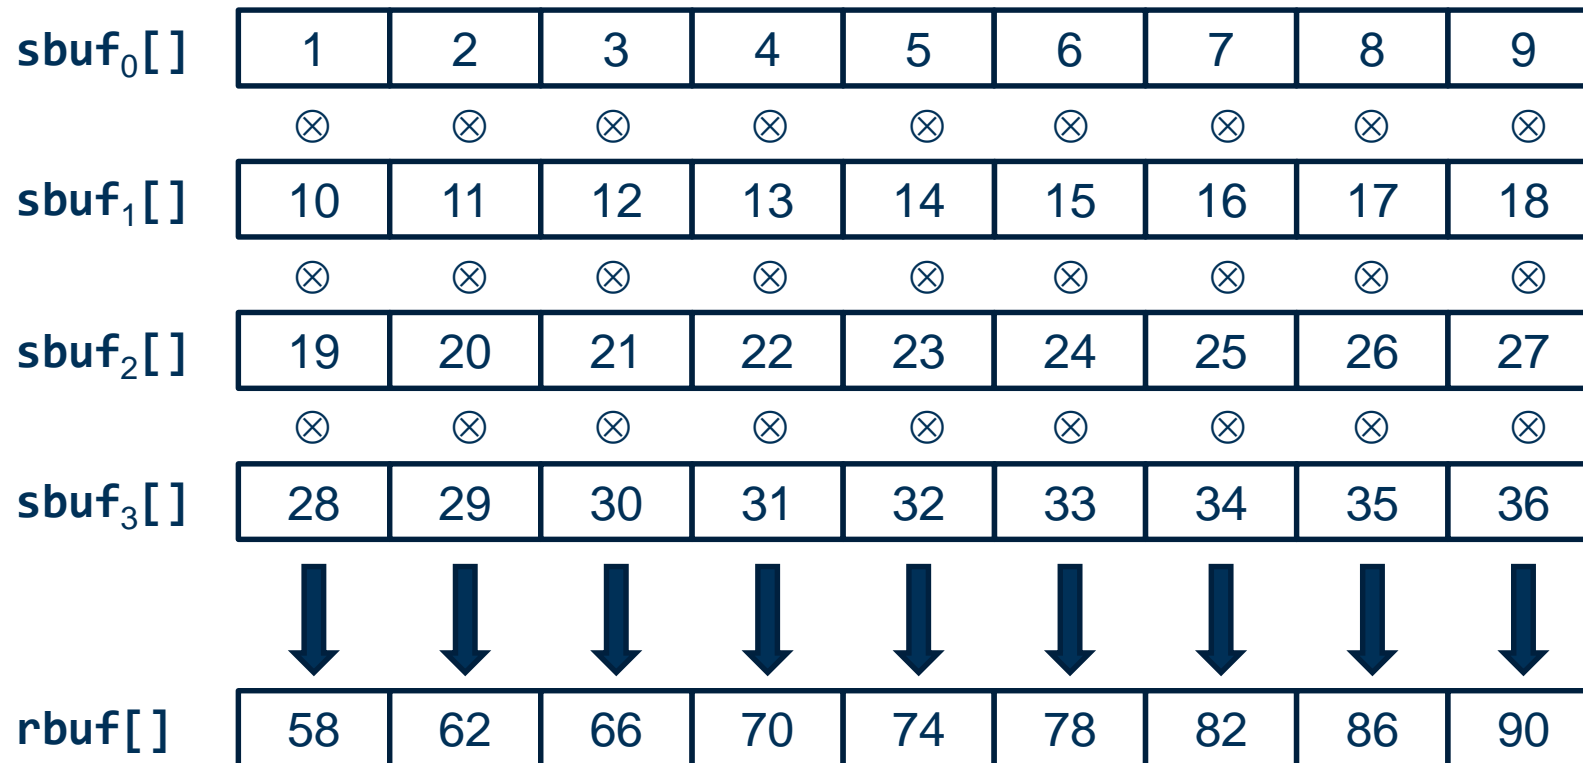 sbuf₀[] 1 2 3 4 5 6 7 8 9
⊗ ⊗ ⊗ ⊗ ⊗ ⊗ ⊗ ⊗ ⊗
sbuf₁[] 10 11 12 13 14 15 16 17 18
⊗ ⊗ ⊗ ⊗ ⊗ ⊗ ⊗ ⊗ ⊗
sbuf₂[] 19 20 21 22 23 24 25 26 27
⊗ ⊗ ⊗ ⊗ ⊗ ⊗ ⊗ ⊗ ⊗
sbuf₃[] 28 29 30 31 32 33 34 35 36
rbuf[] 58 62 66 70 74 78 82 86 90